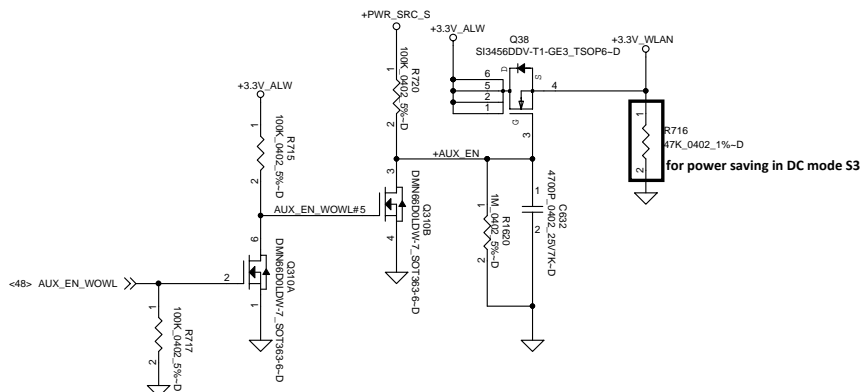 +PWR_SRC_S
+3.3V_ALW
Q38
SI3456DDV-T1-GE3_TSOP6~D
+3.3V_WLAN
1
2
R720
100K_0402_5%~D
6
5
2
1
D
S
G
4
3
+3.3V_ALW
1
2
R715
100K_0402_5%~D
1
2
R716
47K_0402_1%~D
for power saving in DC mode S3
+AUX_EN
3
4
5
Q310B
DMN66D0LDW-7_SOT363-6~D
AUX_EN_WOWL#
1
2
R1620
1M_0402_5%~D
1
2
C632
4700P_0402_25V7K~D
6
2
1
Q310A
DMN66D0LDW-7_SOT363-6~D
<48> AUX_EN_WOWL
1
2
R717
100K_0402_5%~D